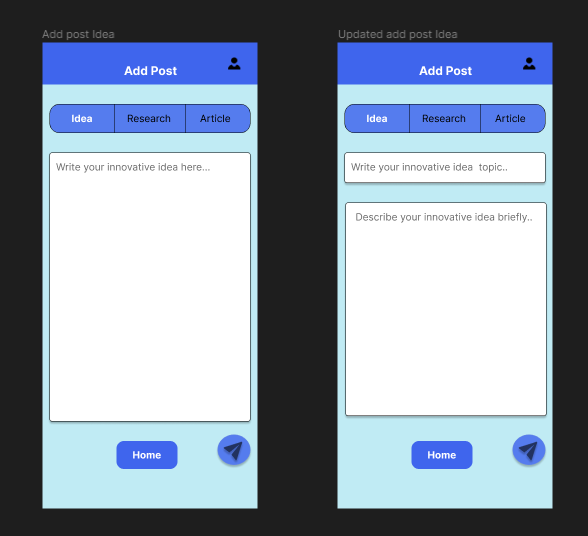 Add post Idea
Add Post
Idea Research Article
Write your innovative idea here...
Home
Updated add post Idea
Add Post
Idea Research Article
Write your innovative idea  topic..
Describe your innovative idea briefly..
Home